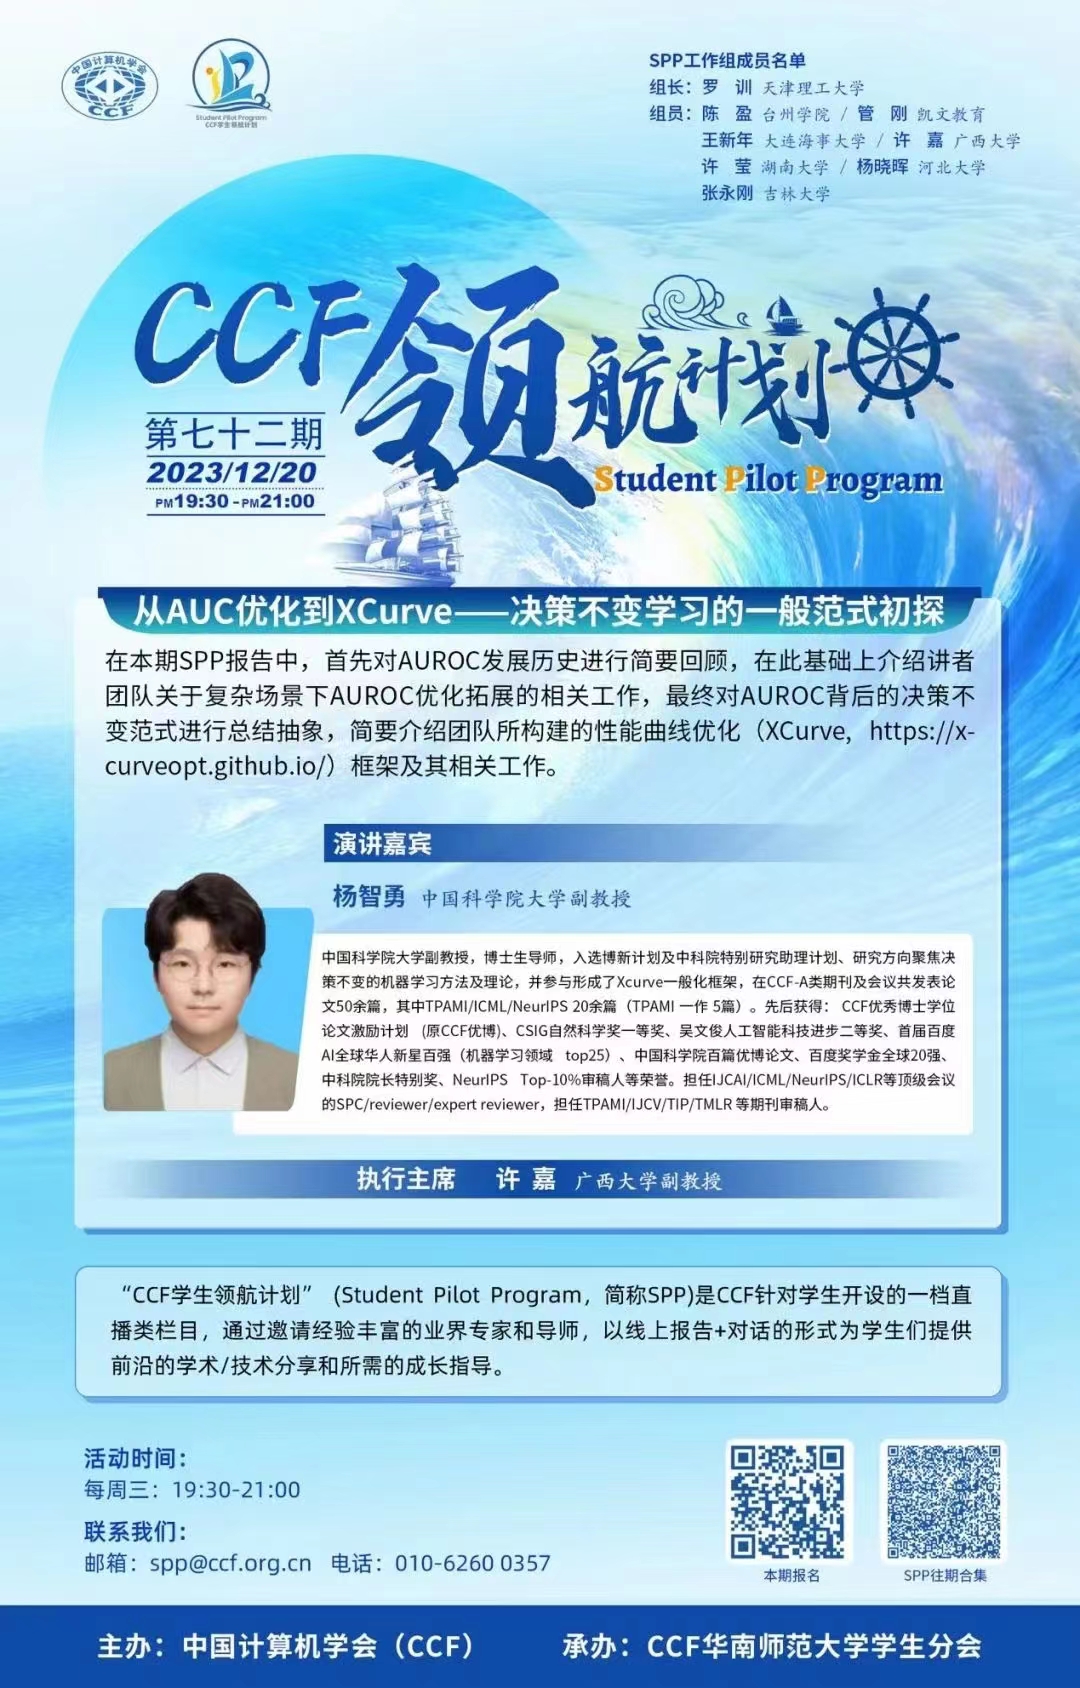 中国计算机学会
CCF
Student Pilot Program
CCF学生领航计划
SPP工作组成员名单
组长：罗 训 天津理工大学
组员：陈 盈 台州学院 / 管 刚 凯文教育
王新年 大连海事大学 / 许 嘉 广西大学
许 莹 湖南大学 / 杨晓晖 河北大学
张永刚 吉林大学
CCF领航计划
第七十二期
2023/12/20
PM19:30-PM21:00
Student Pilot Program
从AUC优化到XCurve——决策不变学习的一般范式初探
在本期SPP报告中，首先对AUROC发展历史进行简要回顾，在此基础上介绍讲者
团队关于复杂场景下AUROC优化拓展的相关工作，最终对AUROC背后的决策不
变范式进行总结抽象，简要介绍团队所构建的性能曲线优化（XCurve，https://x-
curveopt.github.io/）框架及其相关工作。
演讲嘉宾
杨智勇 中国科学院大学副教授
中国科学院大学副教授，博士生导师，入选博新计划及中科院特别研究助理计划、研究方向聚焦决
策不变的机器学习方法及理论，并参与形成了Xcurve一般化框架，在CCF-A类期刊及会议共发表论
文50余篇，其中TPAMI/ICML/NeurIPS 20余篇（TPAMI 一作 5篇）。先后获得： CCF优秀博士学位
论文激励计划 (原CCF优博)、CSIG自然科学奖一等奖、吴文俊人工智能科技进步二等奖、首届百度
AI全球华人新星百强（机器学习领域 top25）、中国科学院百篇优博论文、百度奖学金全球20强、
中科院院长特别奖、NeurIPS Top-10%审稿人等荣誉。担任IJCAI/ICML/NeurIPS/ICLR等顶级会议
的SPC/reviewer/expert reviewer，担任TPAMI/IJCV/TIP/TMLR 等期刊审稿人。
执行主席 许 嘉 广西大学副教授
“CCF学生领航计划” (Student Pilot Program，简称SPP)是CCF针对学生开设的一档直
播类栏目，通过邀请经验丰富的业界专家和导师，以线上报告+对话的形式为学生们提供
前沿的学术/技术分享和所需的成长指导。
活动时间：
每周三：19:30-21:00
联系我们：
邮箱：spp@ccf.org.cn 电话：010-6260 0357
本期报名
SPP往期合集
主办：中国计算机学会（CCF） 承办：CCF华南师范大学学生分会